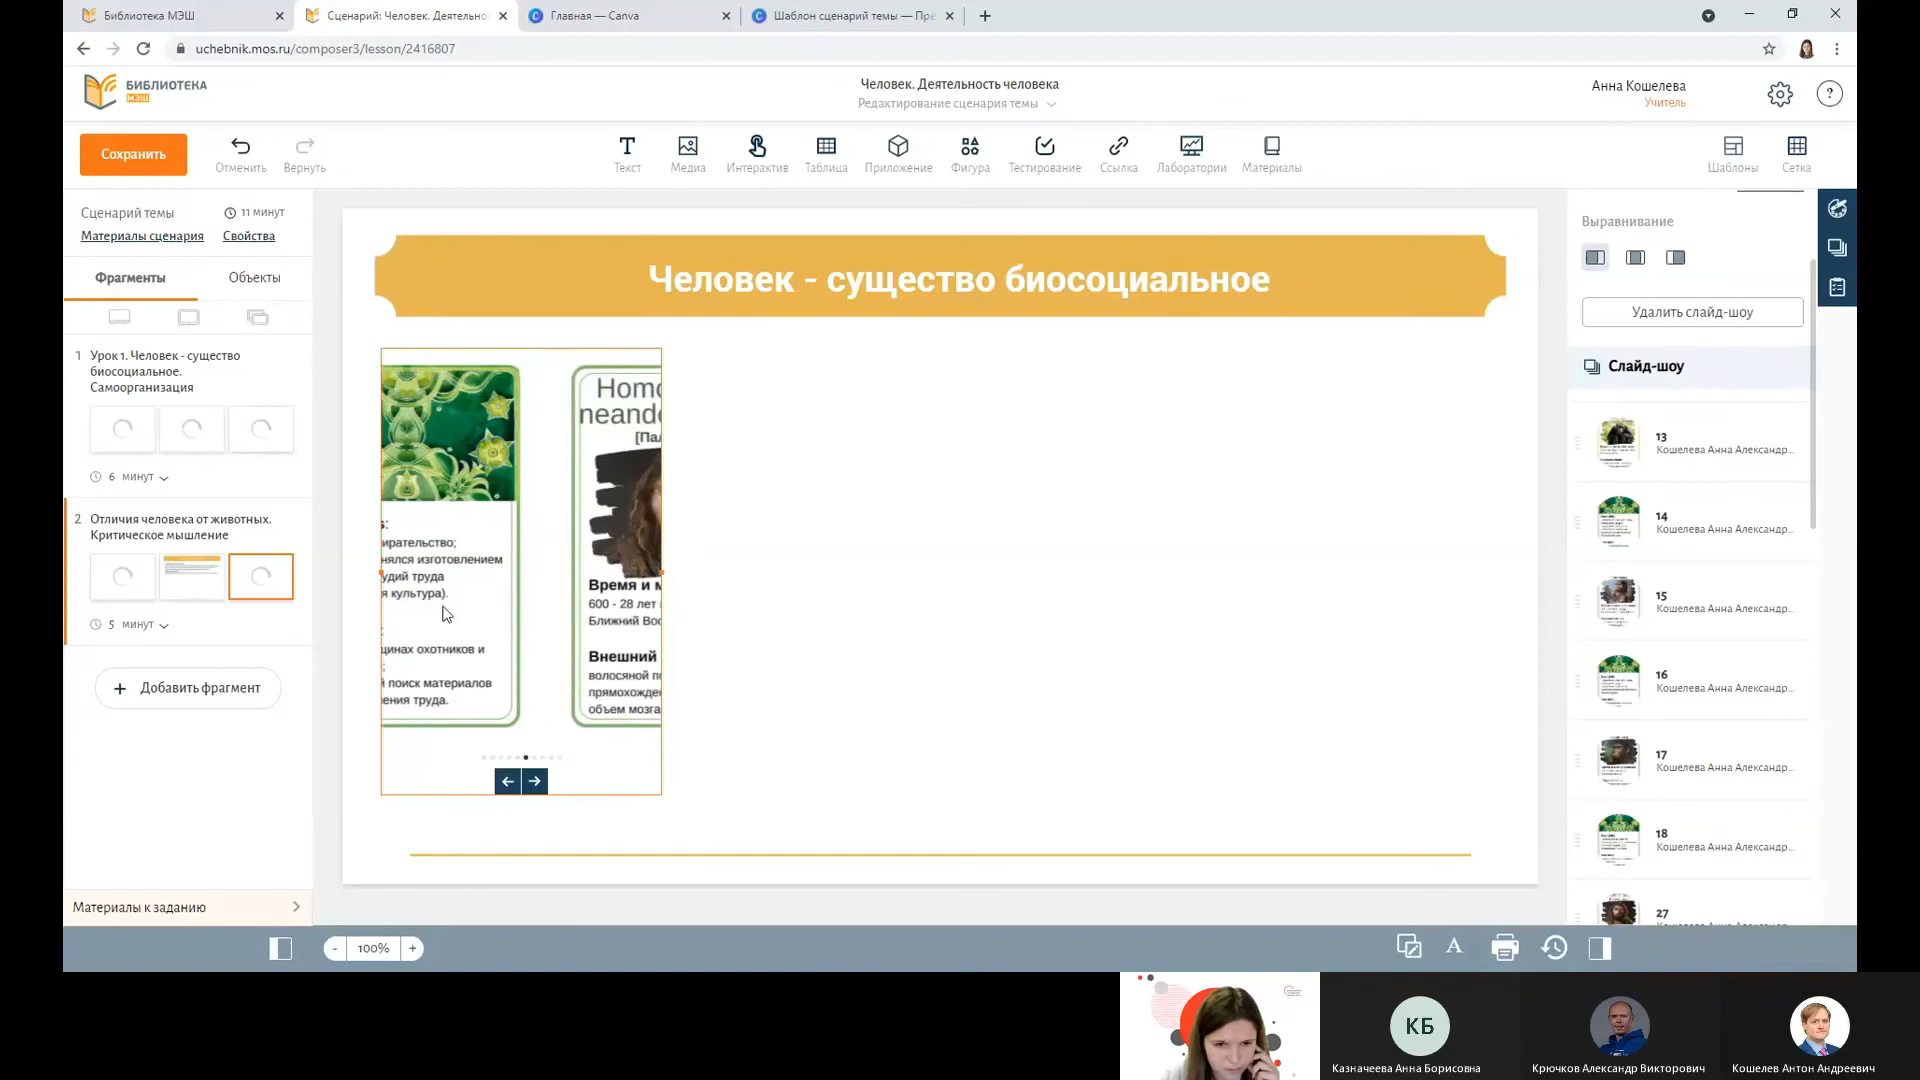 Библиотека МЭШ
Сценарий: Человек. Деятельно
Главная — Canva
Шаблон сценарий темы — Пре
uchebnik.mos.ru/composer3/lesson/2416807
БИБЛИОТЕКА
МЭШ
Человек. Деятельность человека
Редактирование сценария темы
Анна Кошелева
Учитель
Сохранить
Отменить
Вернуть
Текст
Медиа
Интерактив
Таблица
Приложение
Фигура
Тестирование
Ссылка
Лаборатории
Материалы
Шаблоны
Сетка
Сценарий темы
11 минут
Материалы сценария
Свойства
Фрагменты
Объекты
1 Урок 1. Человек - существо
биосоциальное.
Самоорганизация
6 минут
2 Отличия человека от животных.
Критическое мышление
5 минут
+ Добавить фрагмент
Материалы к заданию
Человек - существо биосоциальное
s:
ирательство;
нялся изготовлением
удий труда
я культура).
:
щинах охотников и
;
й поиск материалов
ения труда.
Homo
neande
[Пал
Время и м
600 - 28 лет
Ближний Вос
Внешний
волосяной по
прямохожден
объем мозга
Выравнивание
Удалить слайд-шоу
Слайд-шоу
13
Кошелева Анна Александр...
14
Кошелева Анна Александр...
15
Кошелева Анна Александр...
16
Кошелева Анна Александр...
17
Кошелева Анна Александр...
18
Кошелева Анна Александр...
27
- 100% +
A
КБ
Казначеева Анна Борисовна
Крючков Александр Викторович
Кошелев Антон Андреевич